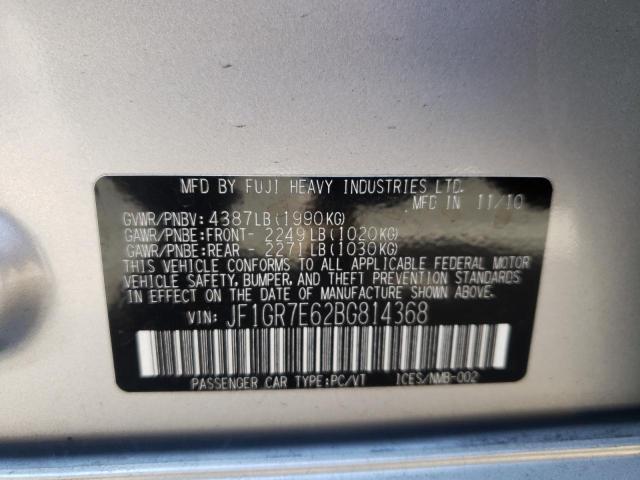 MFD BY FUJI HEAVY INDUSTRIES LTD.
MFD IN 11/10
GVWR/PNBV: 4387LB(1990KG)
GAWR/PNBE:FRONT- 2249LB(1020KG)
GAWR/PNBE:REAR - 2271LB(1030KG)
THIS VEHICLE CONFORMS TO ALL APPLICABLE FEDERAL MOTOR
VEHICLE SAFETY, BUMPER, AND THEFT PREVENTION STANDARDS
IN EFFECT ON THE DATE OF MANUFACTURE SHOWN ABOVE.
VIN: JF1GR7E62BG814368
PASSENGER CAR TYPE:PC/VT ICES/NMB-002